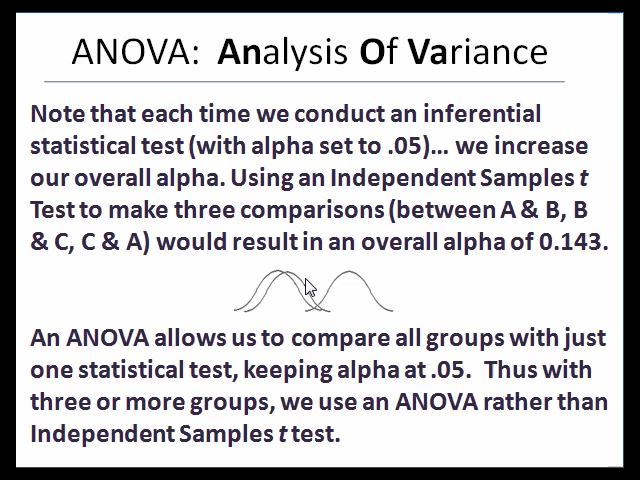 ANOVA: Analysis Of Variance
Note that each time we conduct an inferential
statistical test (with alpha set to .05)... we increase
our overall alpha. Using an Independent Samples t
Test to make three comparisons (between A & B, B
& C, C & A) would result in an overall alpha of 0.143.
An ANOVA allows us to compare all groups with just
one statistical test, keeping alpha at .05. Thus with
three or more groups, we use an ANOVA rather than
Independent Samples t test.